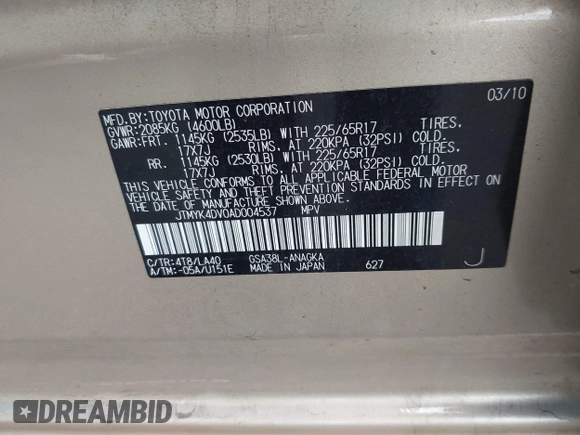 MFD.BY:TOYOTA MOTOR CORPORATION 03/10
GVWR:2085KG (4600LB)
GAWR:FRT. 1145KG (2535LB) WITH 225/65R17 TIRES.
17X7J RIMS. AT 220KPA (32PSI) COLD.
RR. 1145KG (2530LB) WITH 225/65R17 TIRES.
17X7J RIMS. AT 220KPA (32PSI) COLD.
THIS VEHICLE CONFORMS TO ALL APPLICABLE FEDERAL MOTOR
VEHICLE SAFETY AND THEFT PREVENTION STANDARDS IN EFFECT ON
THE DATE OF MANUFACTURE SHOWN ABOVE.
JTMYK4DV0AD004537 MPV
C/TR:4T8/LA40 GSA38L-ANAGKA
A/TM:-05A/U151E MADE IN JAPAN 627 J
DREAMBID